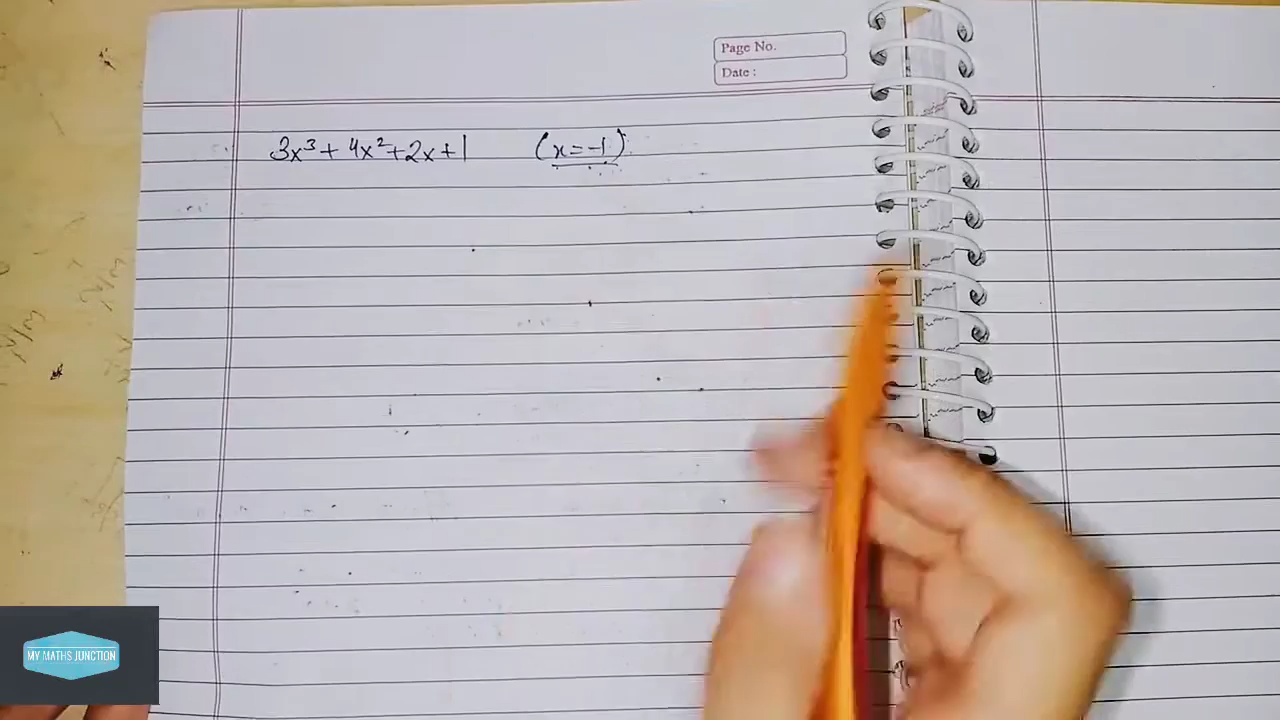 Page No.
Date :
3x³ + 4x² + 2x + 1 (x = -1)
MY MATHS JUNCTION